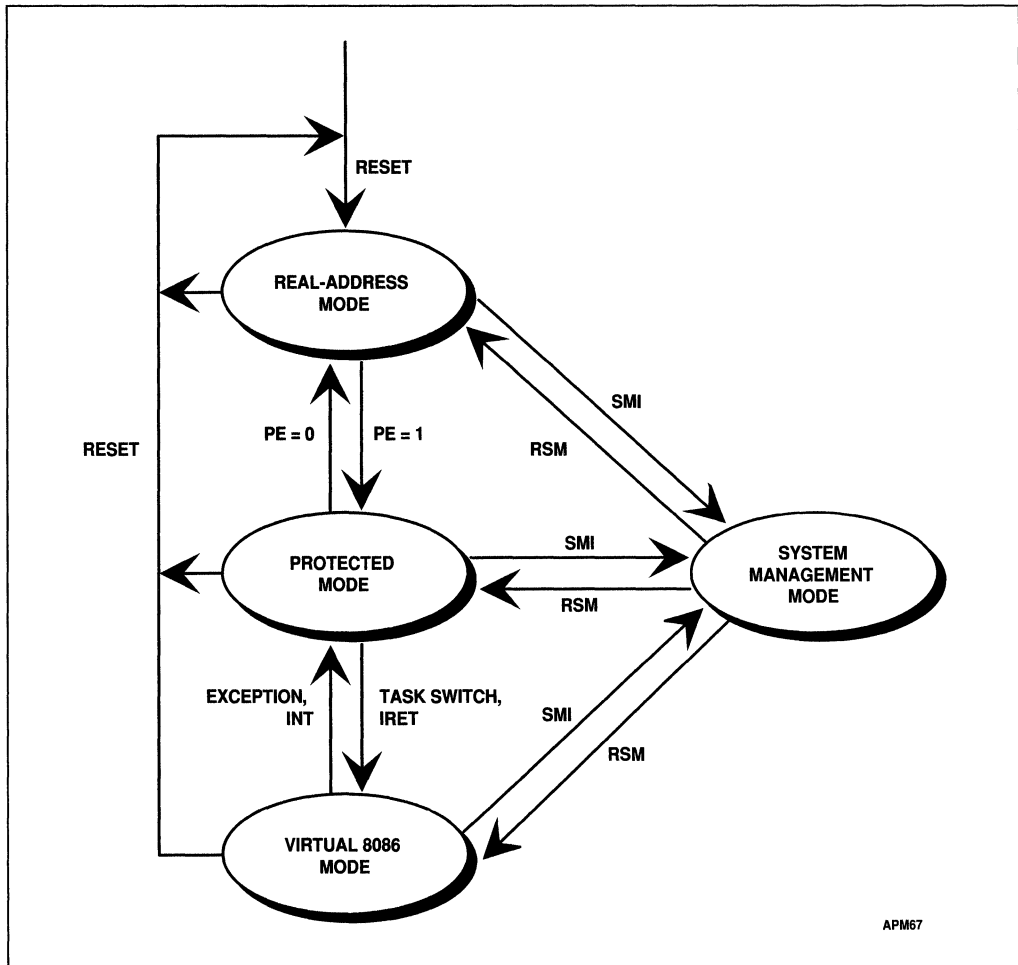 RESET
REAL-ADDRESS
MODE
SMI
PE = 0
PE = 1
RESET
RSM
SMI
PROTECTED
MODE
SYSTEM
MANAGEMENT
MODE
RSM
EXCEPTION,
INT
TASK SWITCH,
IRET
SMI
RSM
VIRTUAL 8086
MODE
APM67